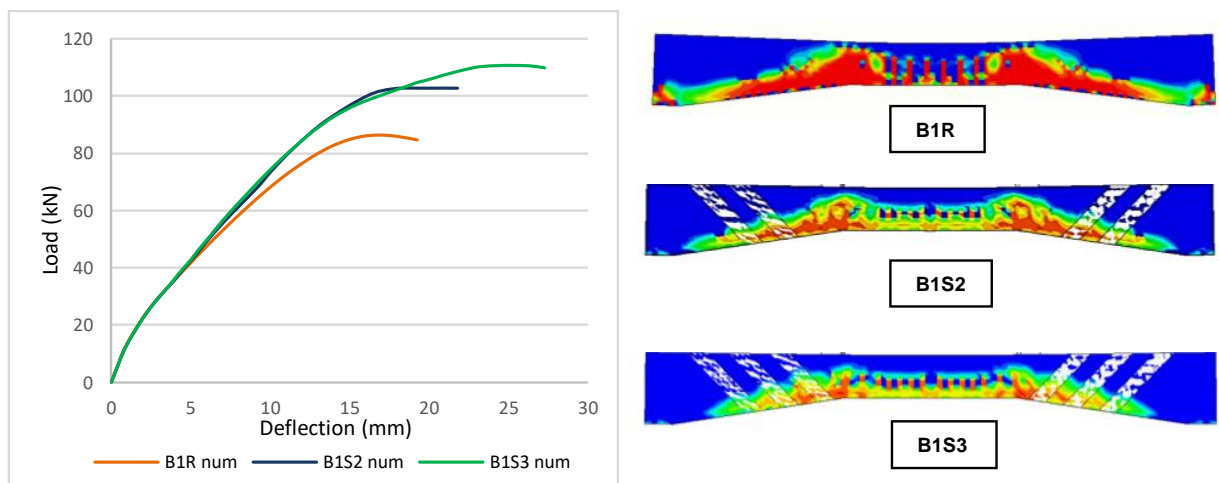 120
100
80
60
40
20
0
Load (kN)
0 5 10 15 20 25 30
Deflection (mm)
B1R num B1S2 num B1S3 num
B1R
B1S2
B1S3